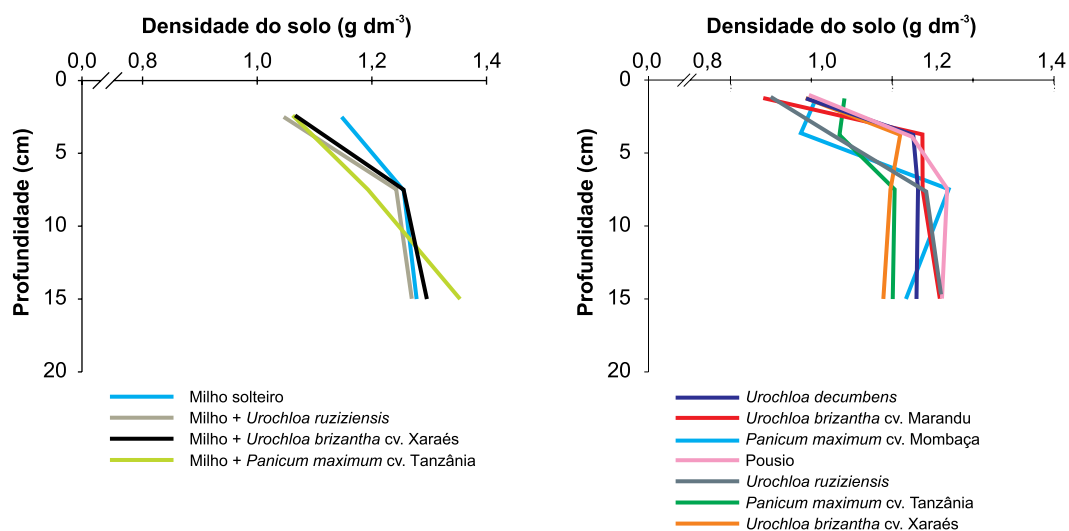 Densidade do solo (g dm⁻³)
0,0 0,8 1,0 1,2 1,4
0
5
10
15
20
Profundidade (cm)
Milho solteiro
Milho + Urochloa ruziziensis
Milho + Urochloa brizantha cv. Xaraés
Milho + Panicum maximum cv. Tanzânia
Densidade do solo (g dm⁻³)
0,0 0,8 1,0 1,2 1,4
0
5
10
15
20
Profundidade (cm)
Urochloa decumbens
Urochloa brizantha cv. Marandu
Panicum maximum cv. Mombaça
Pousio
Urochloa ruziziensis
Panicum maximum cv. Tanzânia
Urochloa brizantha cv. Xaraés